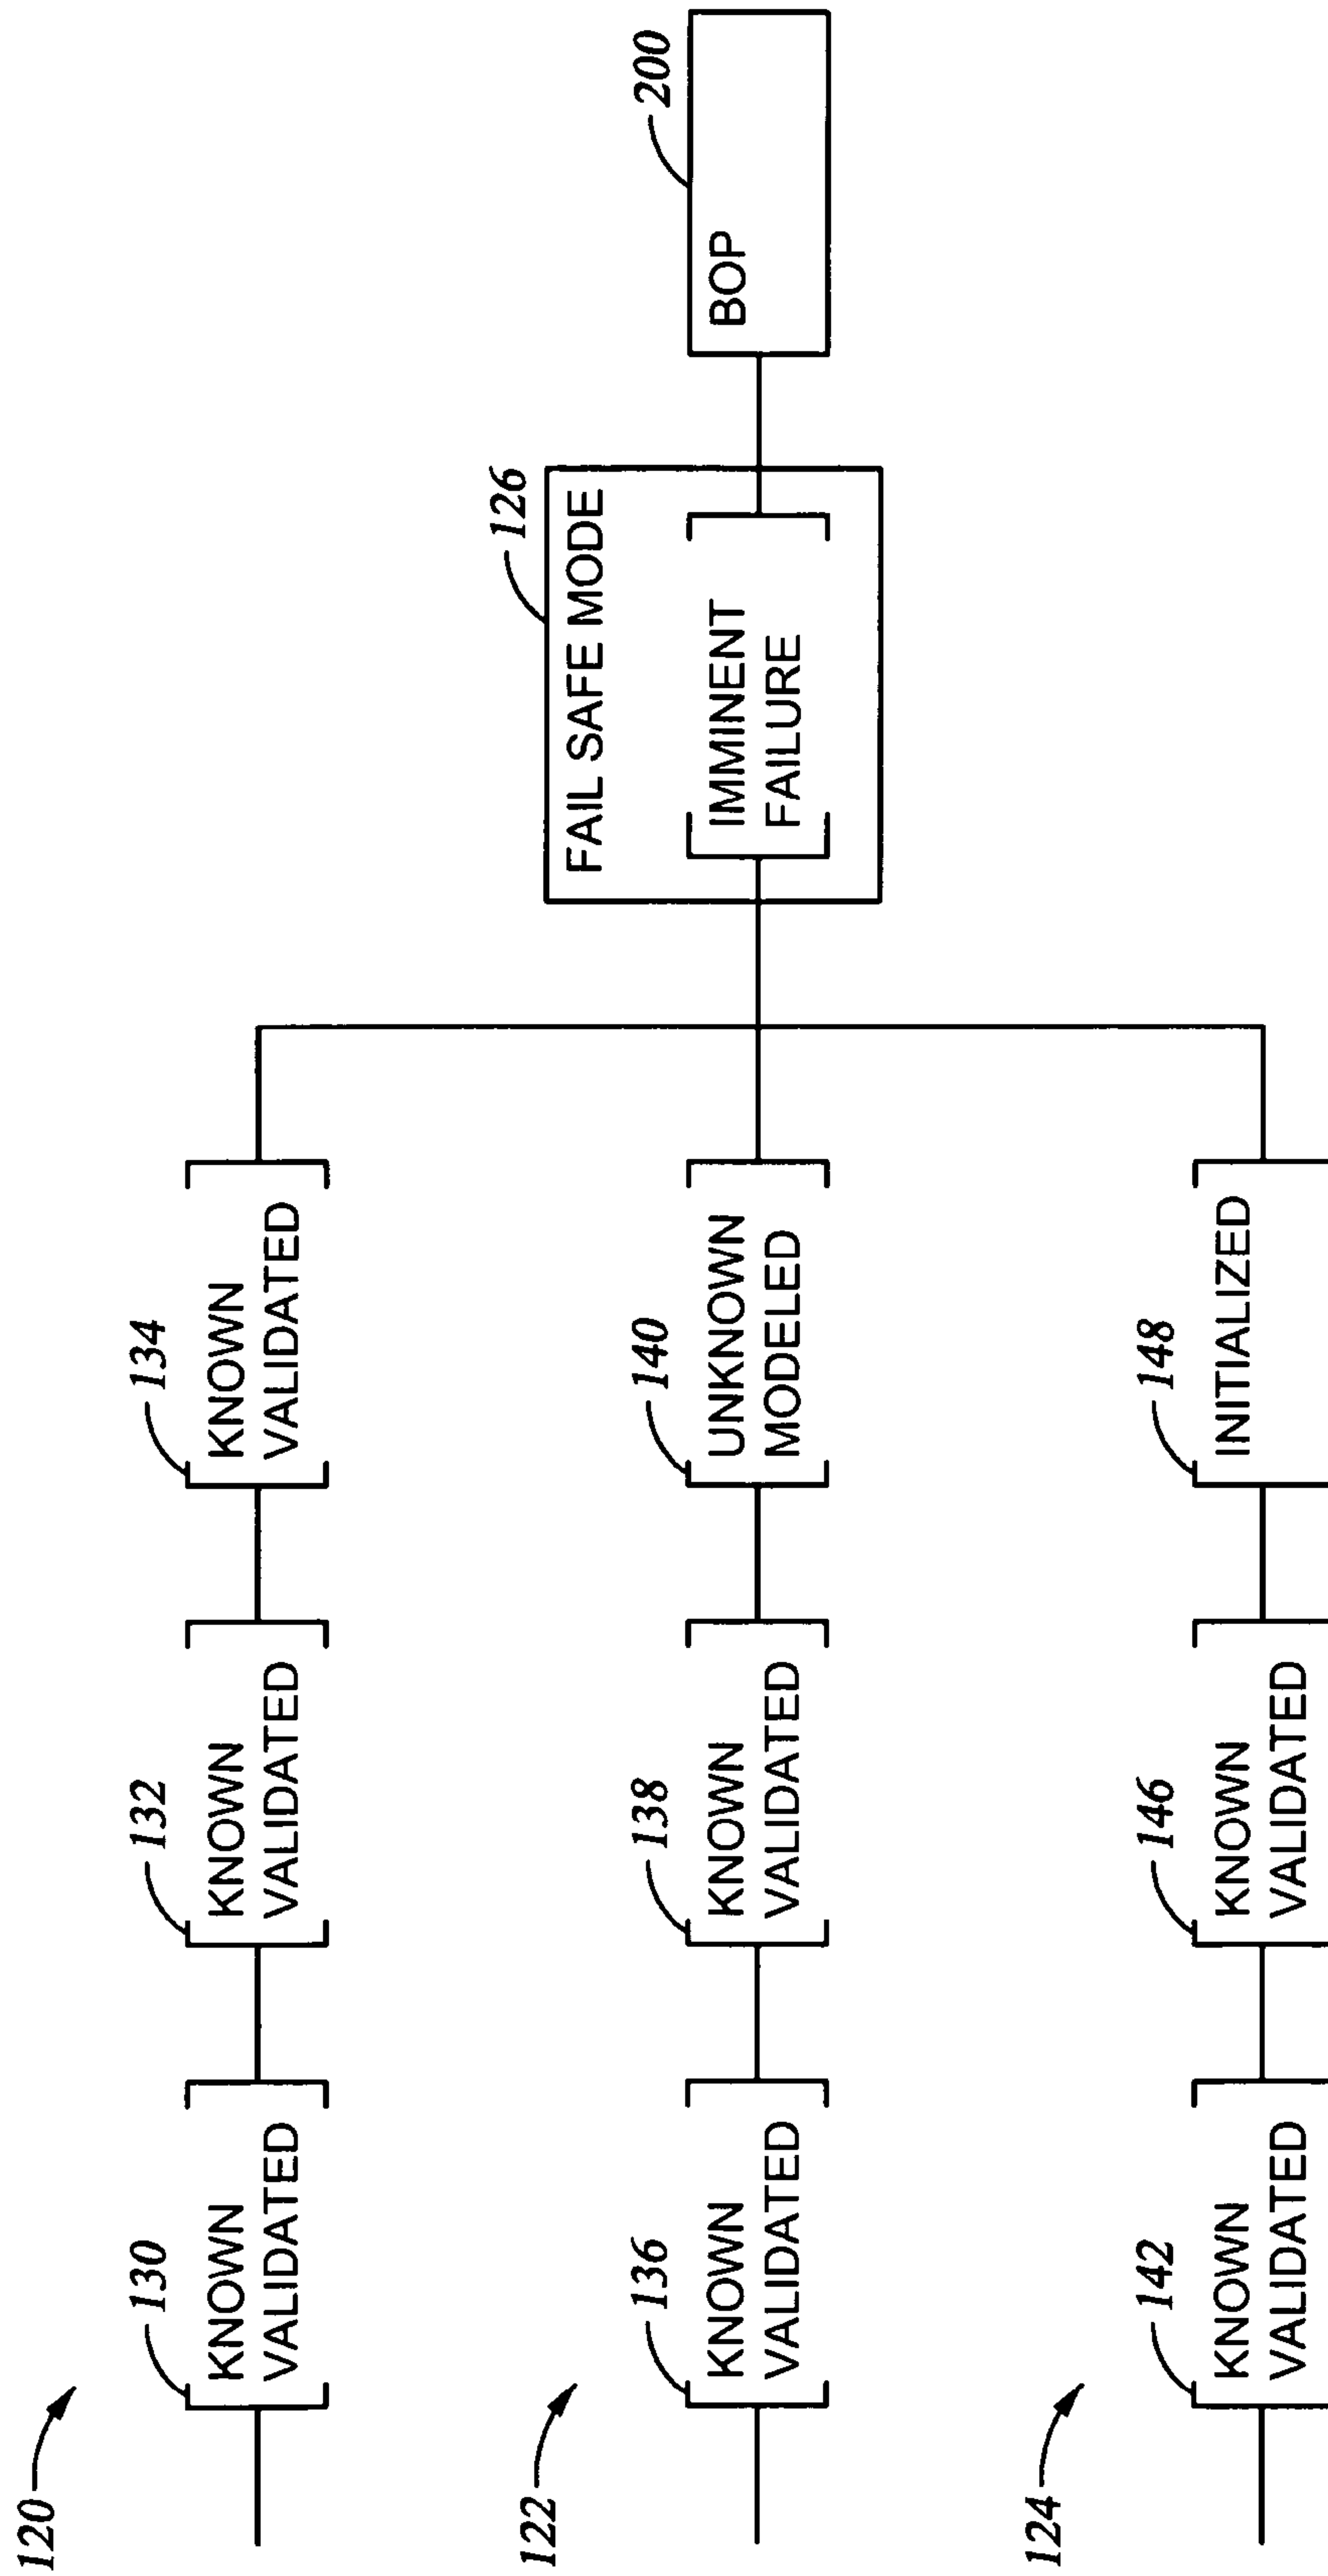 120
130
KNOWN
VALIDATED
132
KNOWN
VALIDATED
134
KNOWN
VALIDATED
122
136
KNOWN
VALIDATED
138
KNOWN
VALIDATED
140
UNKNOWN
MODELED
126
FAIL SAFE MODE
IMMINENT
FAILURE
200
BOP
124
142
KNOWN
VALIDATED
146
KNOWN
VALIDATED
148
INITIALIZED